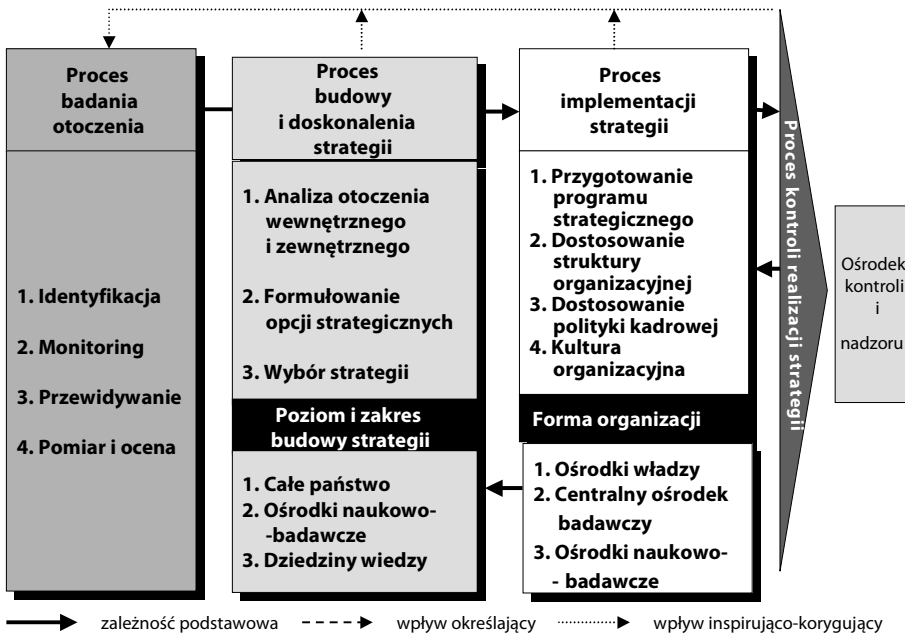 Proces
badania
otoczenia
1. Identyfikacja
2. Monitoring
3. Przewidywanie
4. Pomiar i ocena
Proces
budowy
i doskonalenia
strategii
1. Analiza otoczenia
wewnętrznego
i zewnętrznego
2. Formułowanie
opcji strategicznych
3. Wybór strategii
Poziom i zakres
budowy strategii
1. Całe państwo
2. Ośrodki naukowo-
-badawcze
3. Dziedziny wiedzy
Proces
implementacji
strategii
1. Przygotowanie
programu
strategicznego
2. Dostosowanie
struktury
organizacyjnej
3. Dostosowanie
polityki kadrowej
4. Kultura
organizacyjna
Forma organizacji
1. Ośrodki władzy
2. Centralny ośrodek
badawczy
3. Ośrodki naukowo-
- badawcze
Proces kontroli realizacji strategii
Ośrodek
kontroli
i
nadzoru
zależność podstawowa wpływ określający wpływ inspirująco-korygujący